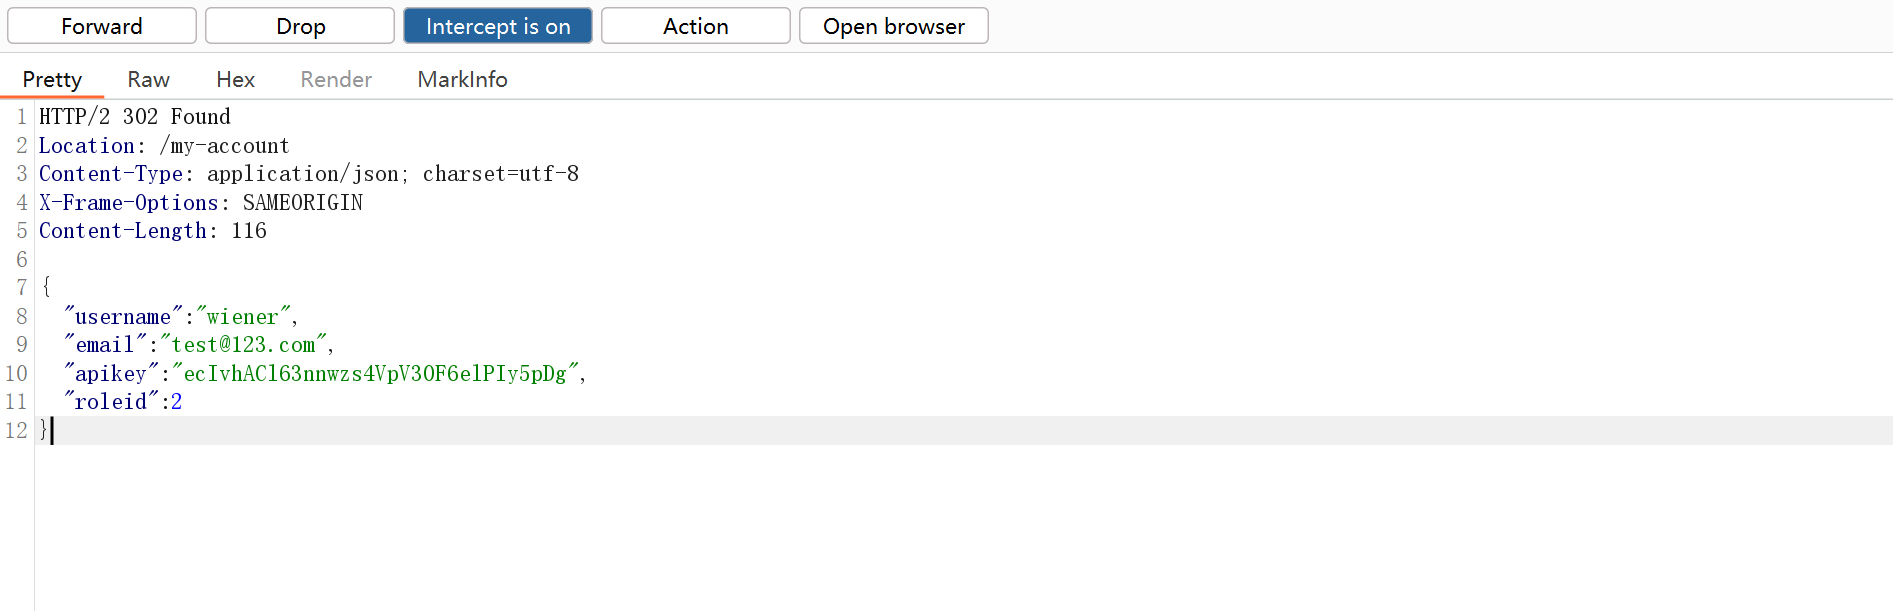 Forward Drop Intercept is on Action Open browser
Pretty Raw Hex Render MarkInfo
1 HTTP/2 302 Found
2 Location: /my-account
3 Content-Type: application/json; charset=utf-8
4 X-Frame-Options: SAMEORIGIN
5 Content-Length: 116
6
7 {
8 "username":"wiener",
9 "email":"test@123.com",
10 "apikey":"ecIvhACl63nnwzs4VpV3OF6elPIy5pDg",
11 "roleid":2
12 }